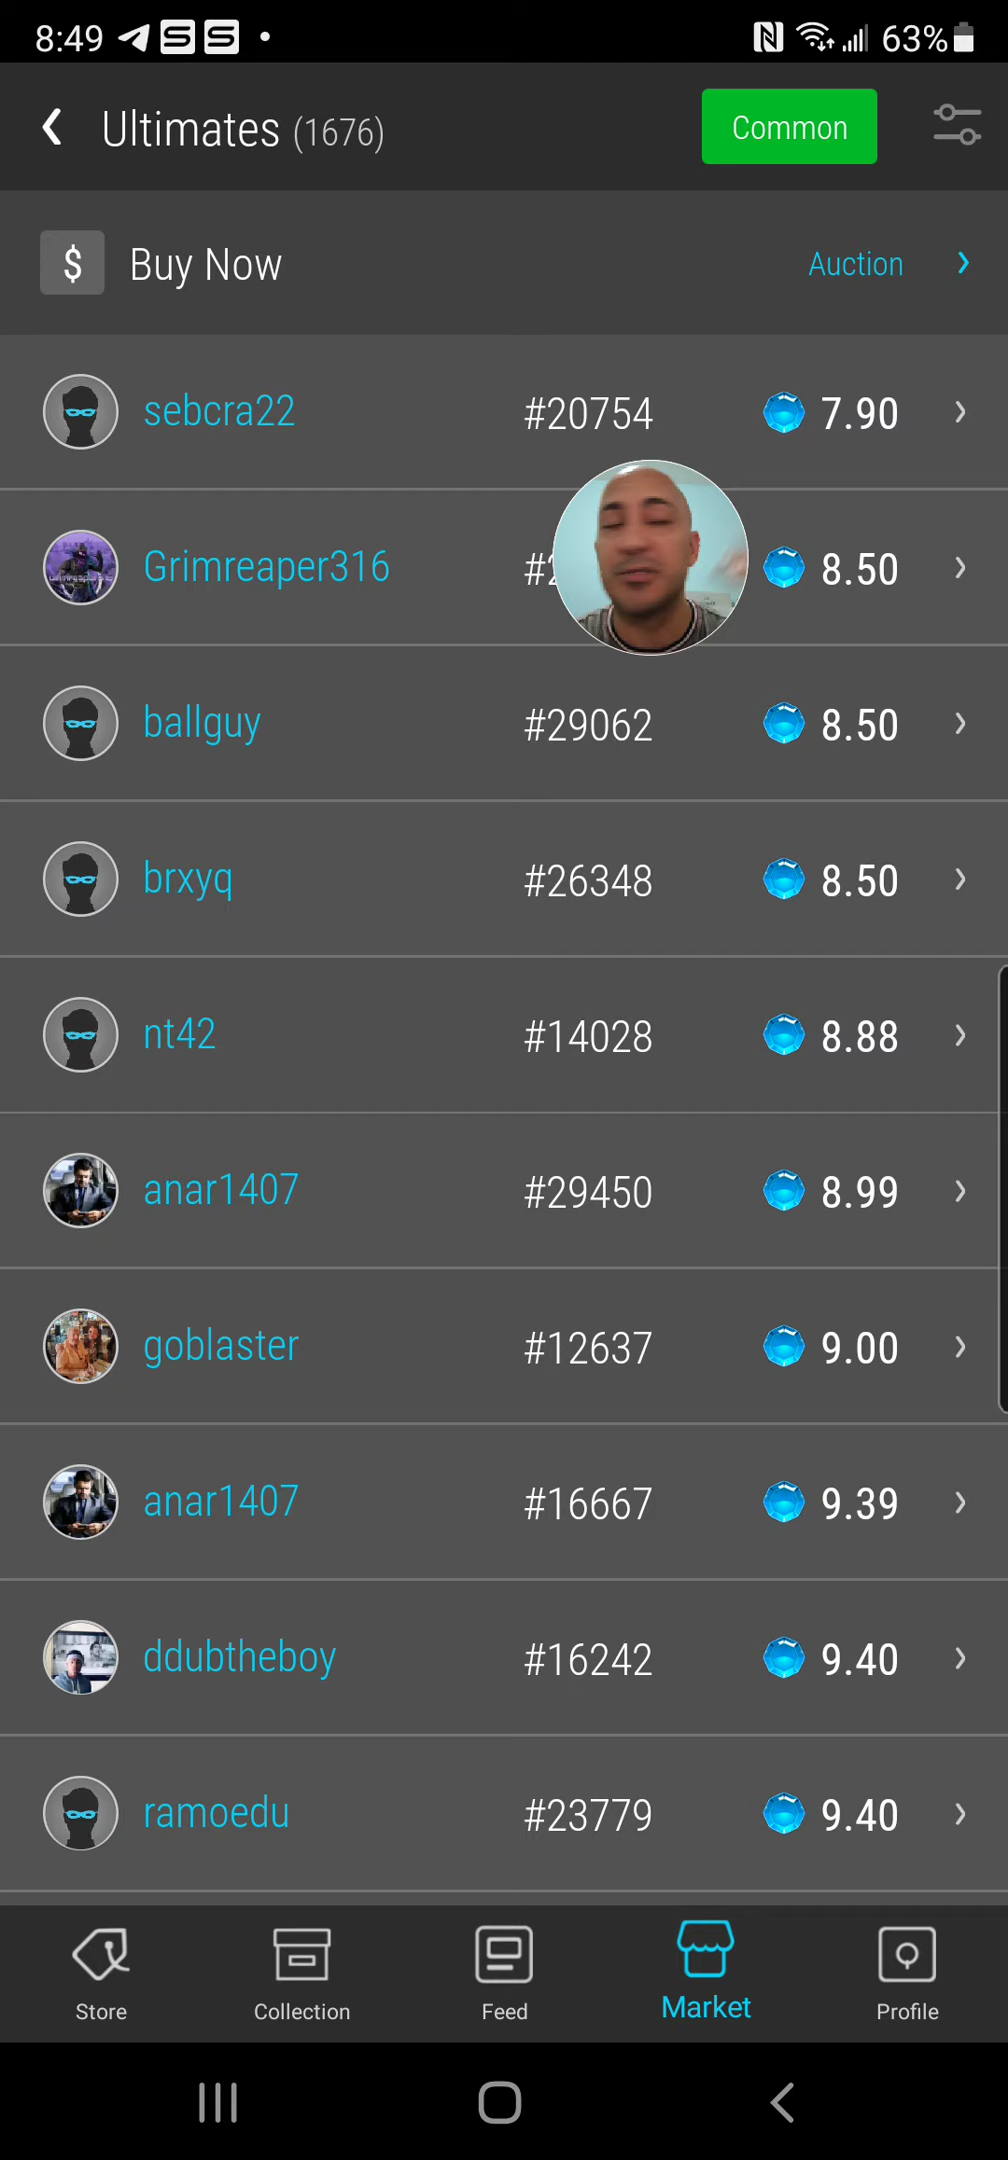 8:49 63%
Ultimates (1676) Common
$ Buy Now Auction
sebcra22 #20754 7.90
Grimreaper316 8.50
ballguy #29062 8.50
brxyq #26348 8.50
nt42 #14028 8.88
anar1407 #29450 8.99
goblaster #12637 9.00
anar1407 #16667 9.39
ddubtheboy #16242 9.40
ramoedu #23779 9.40
Store Collection Feed Market Profile